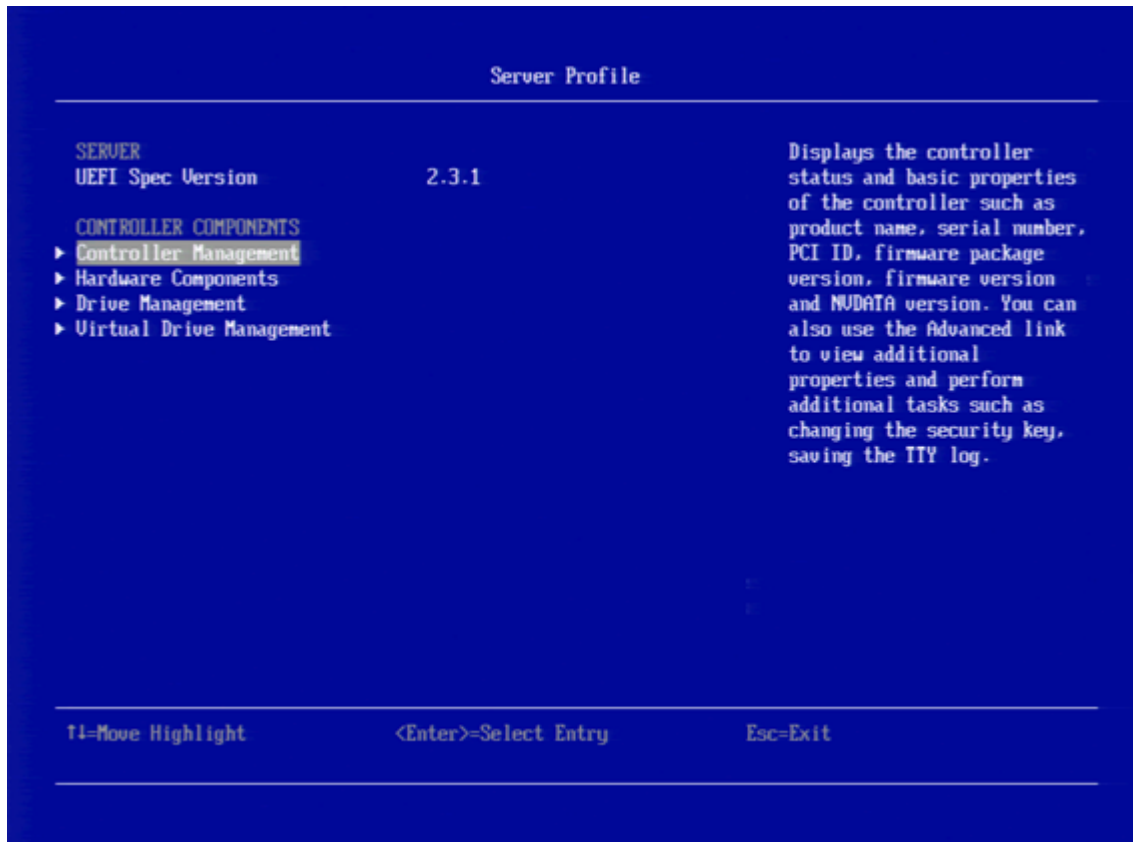 Server Profile
SERVER
UEFI Spec Version 2.3.1
CONTROLLER COMPONENTS
Controller Management
Hardware Components
Drive Management
Virtual Drive Management
Displays the controller
status and basic properties
of the controller such as
product name, serial number,
PCI ID, firmware package
version, firmware version
and NVDATA version. You can
also use the Advanced link
to view additional
properties and perform
additional tasks such as
changing the security key,
saving the TTY log.
↑↓=Move Highlight <Enter>=Select Entry Esc=Exit